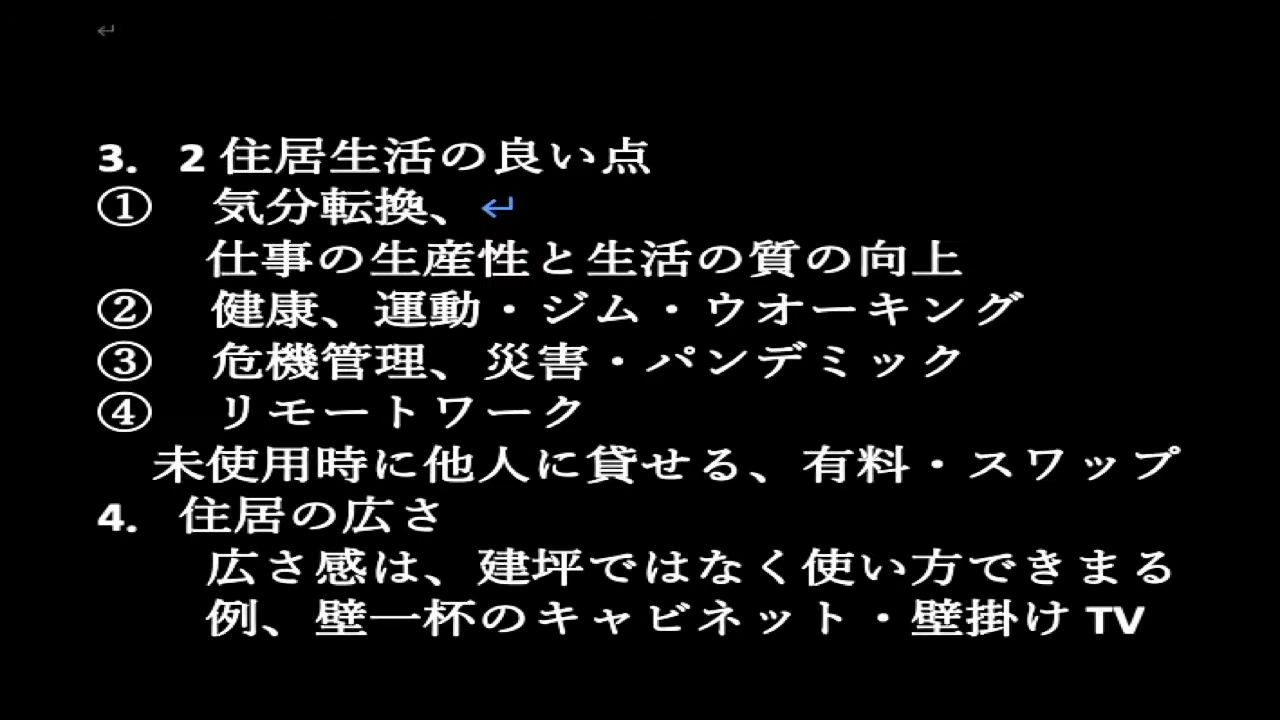 3. 2 住居生活の良い点
① 気分転換、
仕事の生産性と生活の質の向上
② 健康、運動・ジム・ウオーキング
③ 危機管理、災害・パンデミック
④ リモートワーク
未使用時に他人に貸せる、有料・スワップ
4. 住居の広さ
広さ感は、建坪ではなく使い方できまる
例、壁一杯のキャビネット・壁掛け TV